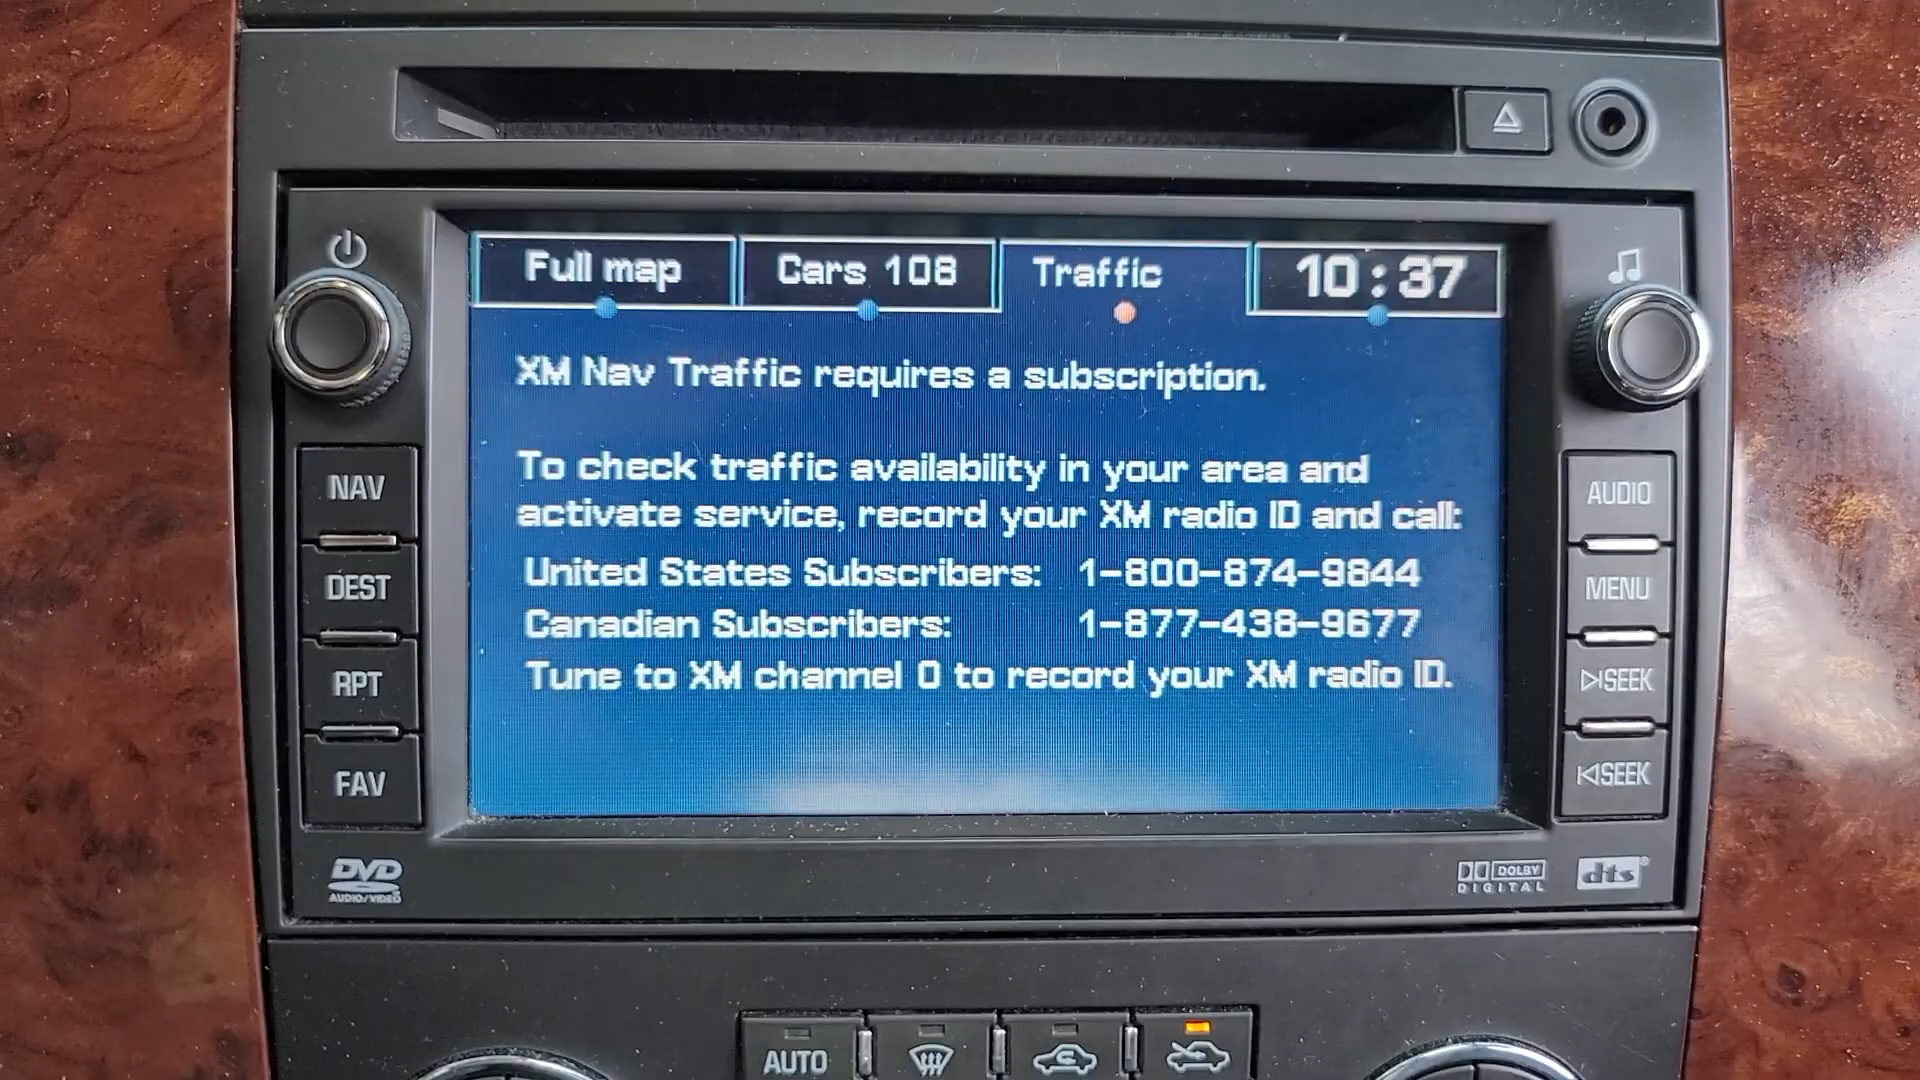 Full map
Cars 108
Traffic
10:37
XM Nav Traffic requires a subscription.
To check traffic availability in your area and
activate service, record your XM radio ID and call:
United States Subscribers: 1-800-874-9844
Canadian Subscribers: 1-877-438-9677
Tune to XM channel 0 to record your XM radio ID.
NAV
DEST
RPT
FAV
AUDIO
MENU
SEEK
SEEK
DVD
AUDIO/VIDEO
DOLBY
DIGITAL
dts®
AUTO